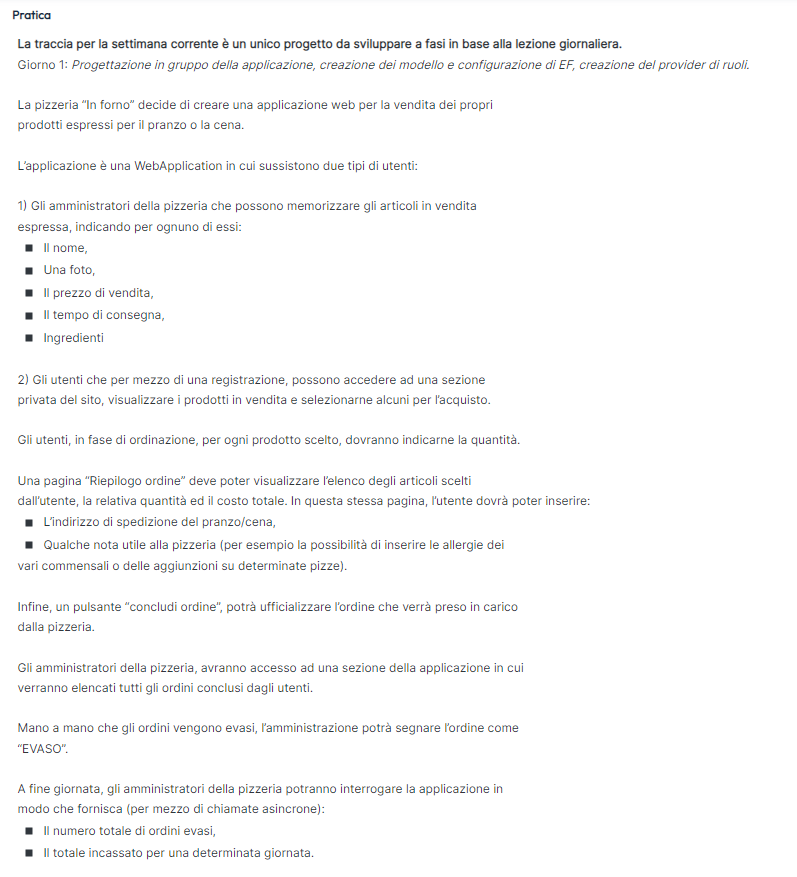 Pratica
La traccia per la settimana corrente è un unico progetto da sviluppare a fasi in base alla lezione giornaliera.
Giorno 1: Progettazione in gruppo della applicazione, creazione dei modello e configurazione di EF, creazione del provider di ruoli.
La pizzeria “In forno” decide di creare una applicazione web per la vendita dei propri
prodotti espressi per il pranzo o la cena.
L’applicazione è una WebApplication in cui sussistono due tipi di utenti:
1) Gli amministratori della pizzeria che possono memorizzare gli articoli in vendita
espressa, indicando per ognuno di essi:
■ Il nome,
■ Una foto,
■ Il prezzo di vendita,
■ Il tempo di consegna,
■ Ingredienti
2) Gli utenti che per mezzo di una registrazione, possono accedere ad una sezione
privata del sito, visualizzare i prodotti in vendita e selezionarne alcuni per l’acquisto.
Gli utenti, in fase di ordinazione, per ogni prodotto scelto, dovranno indicarne la quantità.
Una pagina “Riepilogo ordine” deve poter visualizzare l’elenco degli articoli scelti
dall’utente, la relativa quantità ed il costo totale. In questa stessa pagina, l’utente dovrà poter inserire:
■ L’indirizzo di spedizione del pranzo/cena,
■ Qualche nota utile alla pizzeria (per esempio la possibilità di inserire le allergie dei
vari commensali o delle aggiunzioni su determinate pizze).
Infine, un pulsante “concludi ordine”, potrà ufficializzare l’ordine che verrà preso in carico
dalla pizzeria.
Gli amministratori della pizzeria, avranno accesso ad una sezione della applicazione in cui
verranno elencati tutti gli ordini conclusi dagli utenti.
Mano a mano che gli ordini vengono evasi, l’amministrazione potrà segnare l’ordine come
“EVASO”.
A fine giornata, gli amministratori della pizzeria potranno interrogare la applicazione in
modo che fornisca (per mezzo di chiamate asincrone):
■ Il numero totale di ordini evasi,
■ Il totale incassato per una determinata giornata.